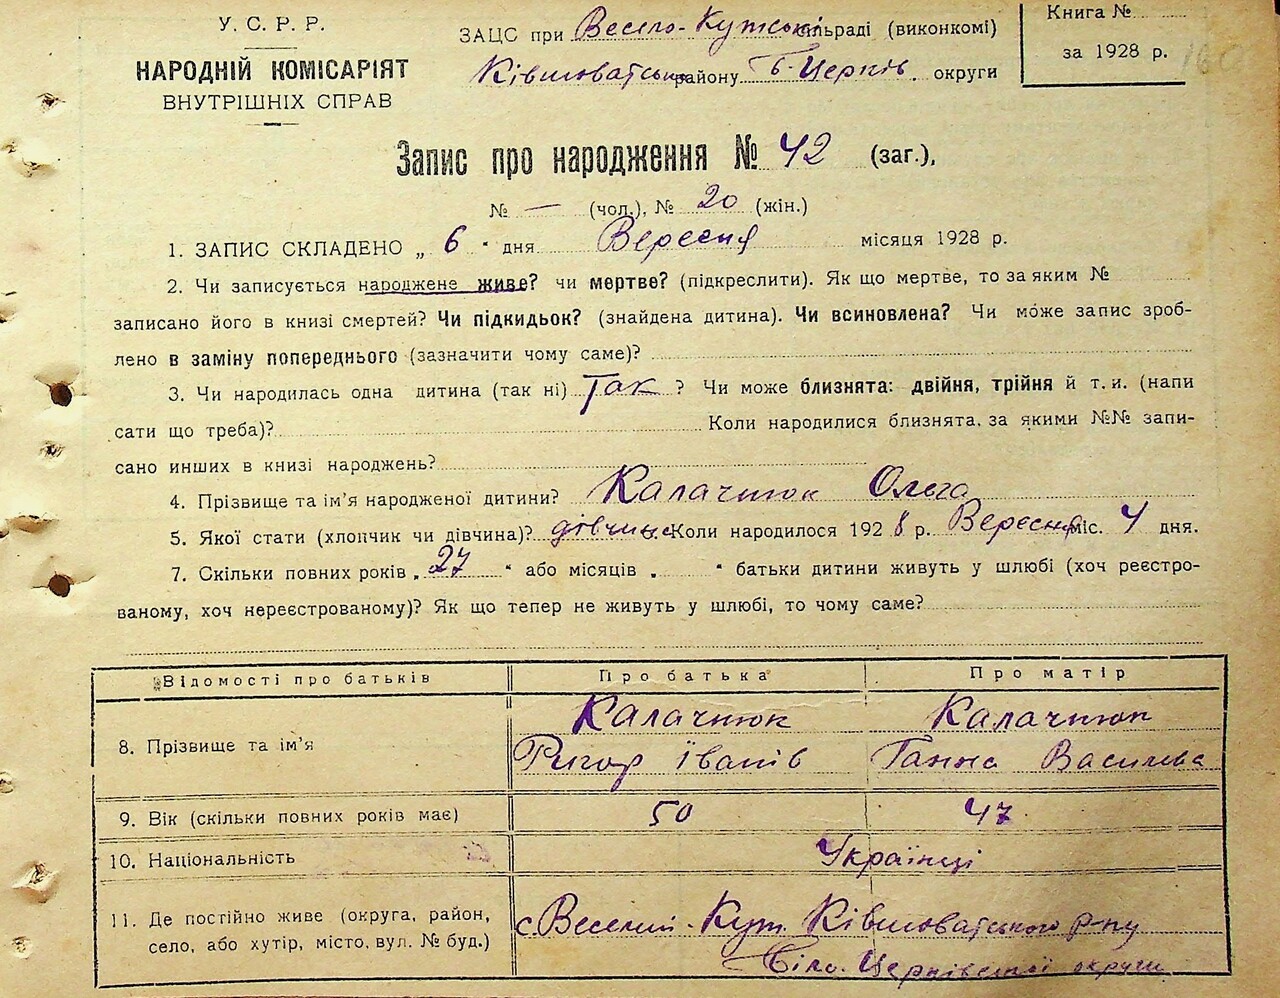 У. С. Р. Р.
НАРОДНІЙ КОМІСАРІЯТ
ВНУТРІШНІХ СПРАВ
ЗАЦС при Весело-Кутській сільраді (виконкомі)
Ківшоватськ. району Б-Церків. округи
Книга №
за 1928 р. 160
Запис про народження № 42 (заг.),
№ — (чол.), № 20 (жін.)
1. ЗАПИС СКЛАДЕНО „ 6 “ дня Вересня місяця 1928 р.
2. Чи записується народжене живе? чи мертве? (підкреслити). Як що мертве, то за яким №
записано його в книзі смертей? Чи підкидьок? (знайдена дитина). Чи всиновлена? Чи може запис зроб-
лено в заміну попереднього (зазначити чому саме)?
3. Чи народилась одна дитина (так ні) Так ? Чи може близнята: двійня, трійня й т. и. (напи
сати що треба)? Коли народилися близнята, за якими №№ запи-
сано инших в книзі народжень?
4. Прізвище та ім’я народженої дитини? Калачнюк Ольга
5. Якої стати (хлопчик чи дівчина)? дівчина 6. Коли народилося 1928 р. Вересня міс. 4 дня.
7. Скільки повних років „ 27 “ або місяців „ “ батьки дитини живуть у шлюбі (хоч реєстро-
ваному, хоч нереєстрованому)? Як що тепер не живуть у шлюбі, то чому саме?
Відомості про батьків Про батька Про матір
Калачнюк Калачнюк
8. Прізвище та ім’я
Ригор Іванів Ганна Василева
9. Вік (скільки повних років має) 50 47
10. Національність Українці
11. Де постійно живе (округа, район,
село, або хутір, місто, вул. № буд.)
с. Веселий-Кут Ківшоватського р-ну
Біло-Церківської округи